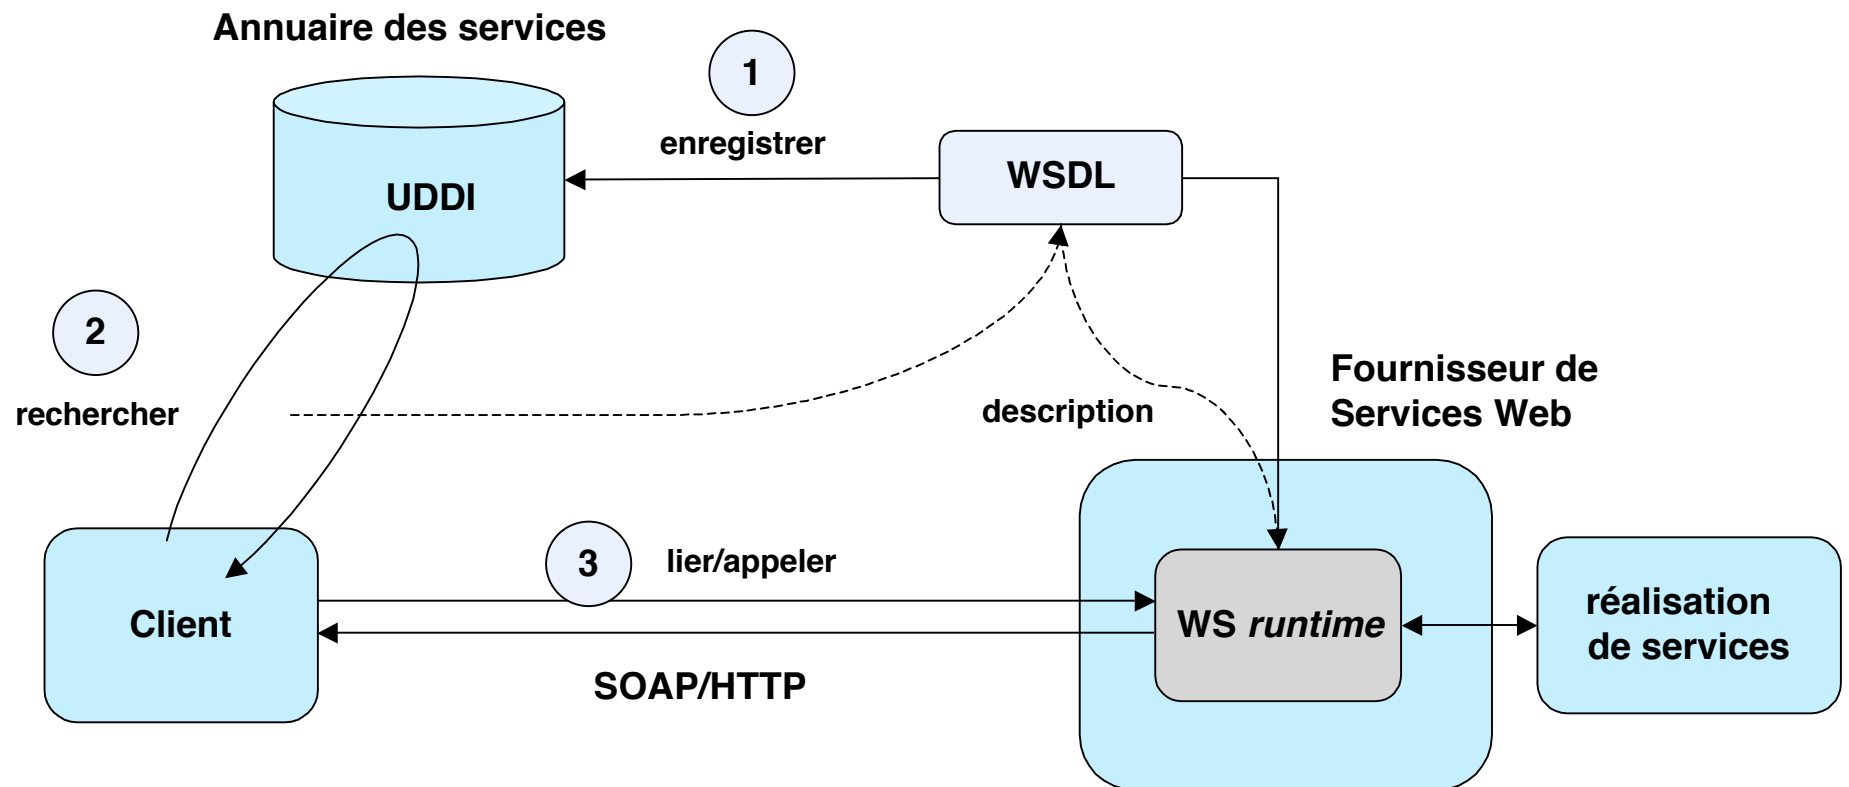 Annuaire des services
1
enregistrer
WSDL
UDDI
2
rechercher
description
Fournisseur de
Services Web
3
lier/appeler
Client
WS runtime
réalisation
de services
SOAP/HTTP